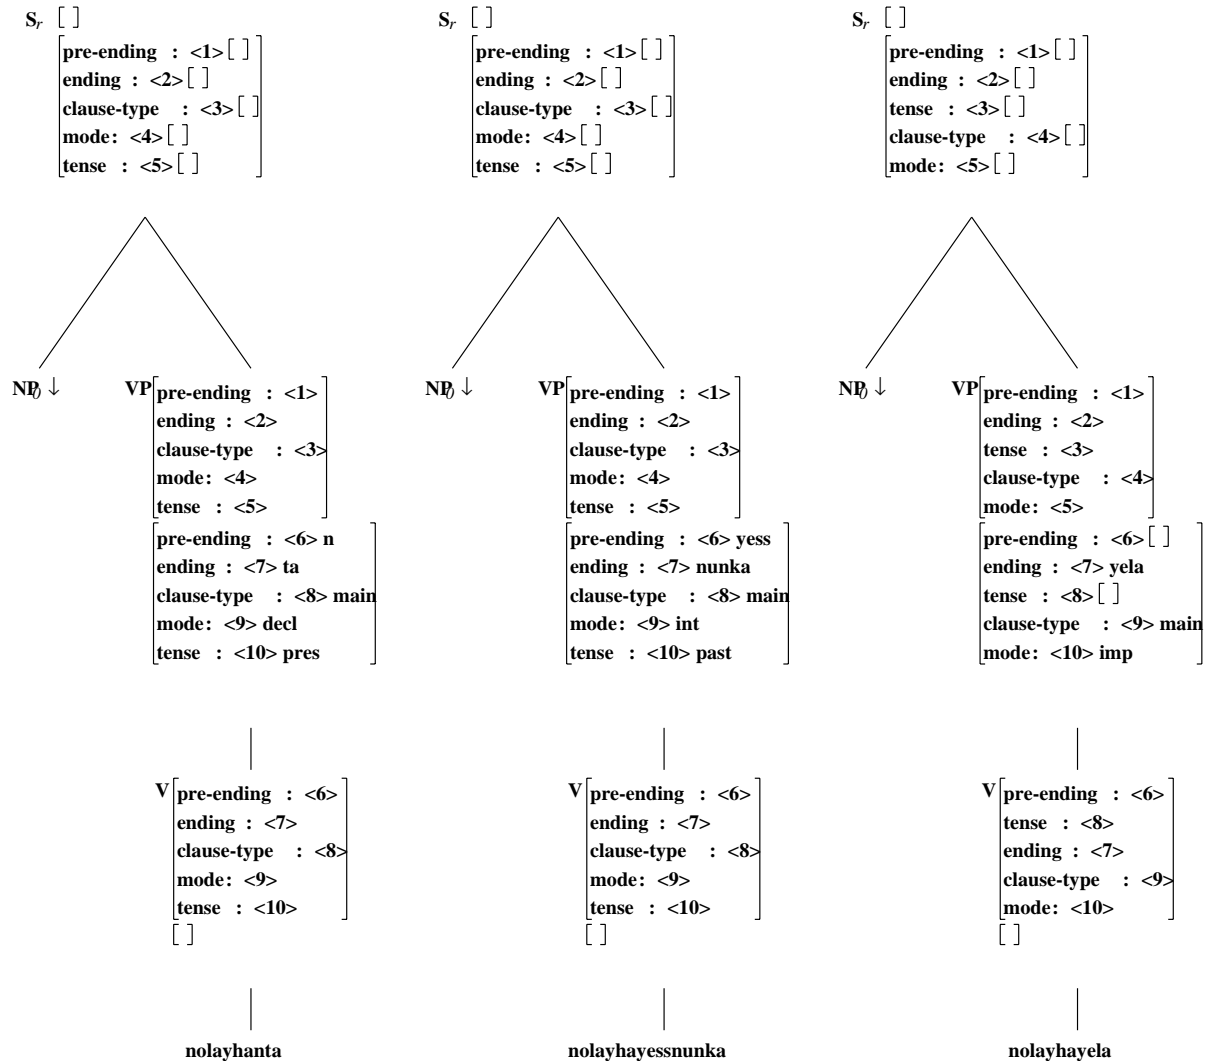 Sr [ ]
pre-ending : <1> [ ]
ending : <2> [ ]
clause-type : <3> [ ]
mode : <4> [ ]
tense : <5> [ ]
NP0 ↓
VP
pre-ending : <1>
ending : <2>
clause-type : <3>
mode : <4>
tense : <5>
pre-ending : <6> n
ending : <7> ta
clause-type : <8> main
mode : <9> decl
tense : <10> pres
V
pre-ending : <6>
ending : <7>
clause-type : <8>
mode : <9>
tense : <10>
[ ]
nolayhanta
Sr [ ]
pre-ending : <1> [ ]
ending : <2> [ ]
clause-type : <3> [ ]
mode : <4> [ ]
tense : <5> [ ]
NP0 ↓
VP
pre-ending : <1>
ending : <2>
clause-type : <3>
mode : <4>
tense : <5>
pre-ending : <6> yess
ending : <7> nunka
clause-type : <8> main
mode : <9> int
tense : <10> past
V
pre-ending : <6>
ending : <7>
clause-type : <8>
mode : <9>
tense : <10>
[ ]
nolayhayessnunka
Sr [ ]
pre-ending : <1> [ ]
ending : <2> [ ]
tense : <3> [ ]
clause-type : <4> [ ]
mode : <5> [ ]
NP0 ↓
VP
pre-ending : <1>
ending : <2>
tense : <3>
clause-type : <4>
mode : <5>
pre-ending : <6> [ ]
ending : <7> yela
tense : <8> [ ]
clause-type : <9> main
mode : <10> imp
V
pre-ending : <6>
tense : <8>
ending : <7>
clause-type : <9>
mode : <10>
[ ]
nolayhayela